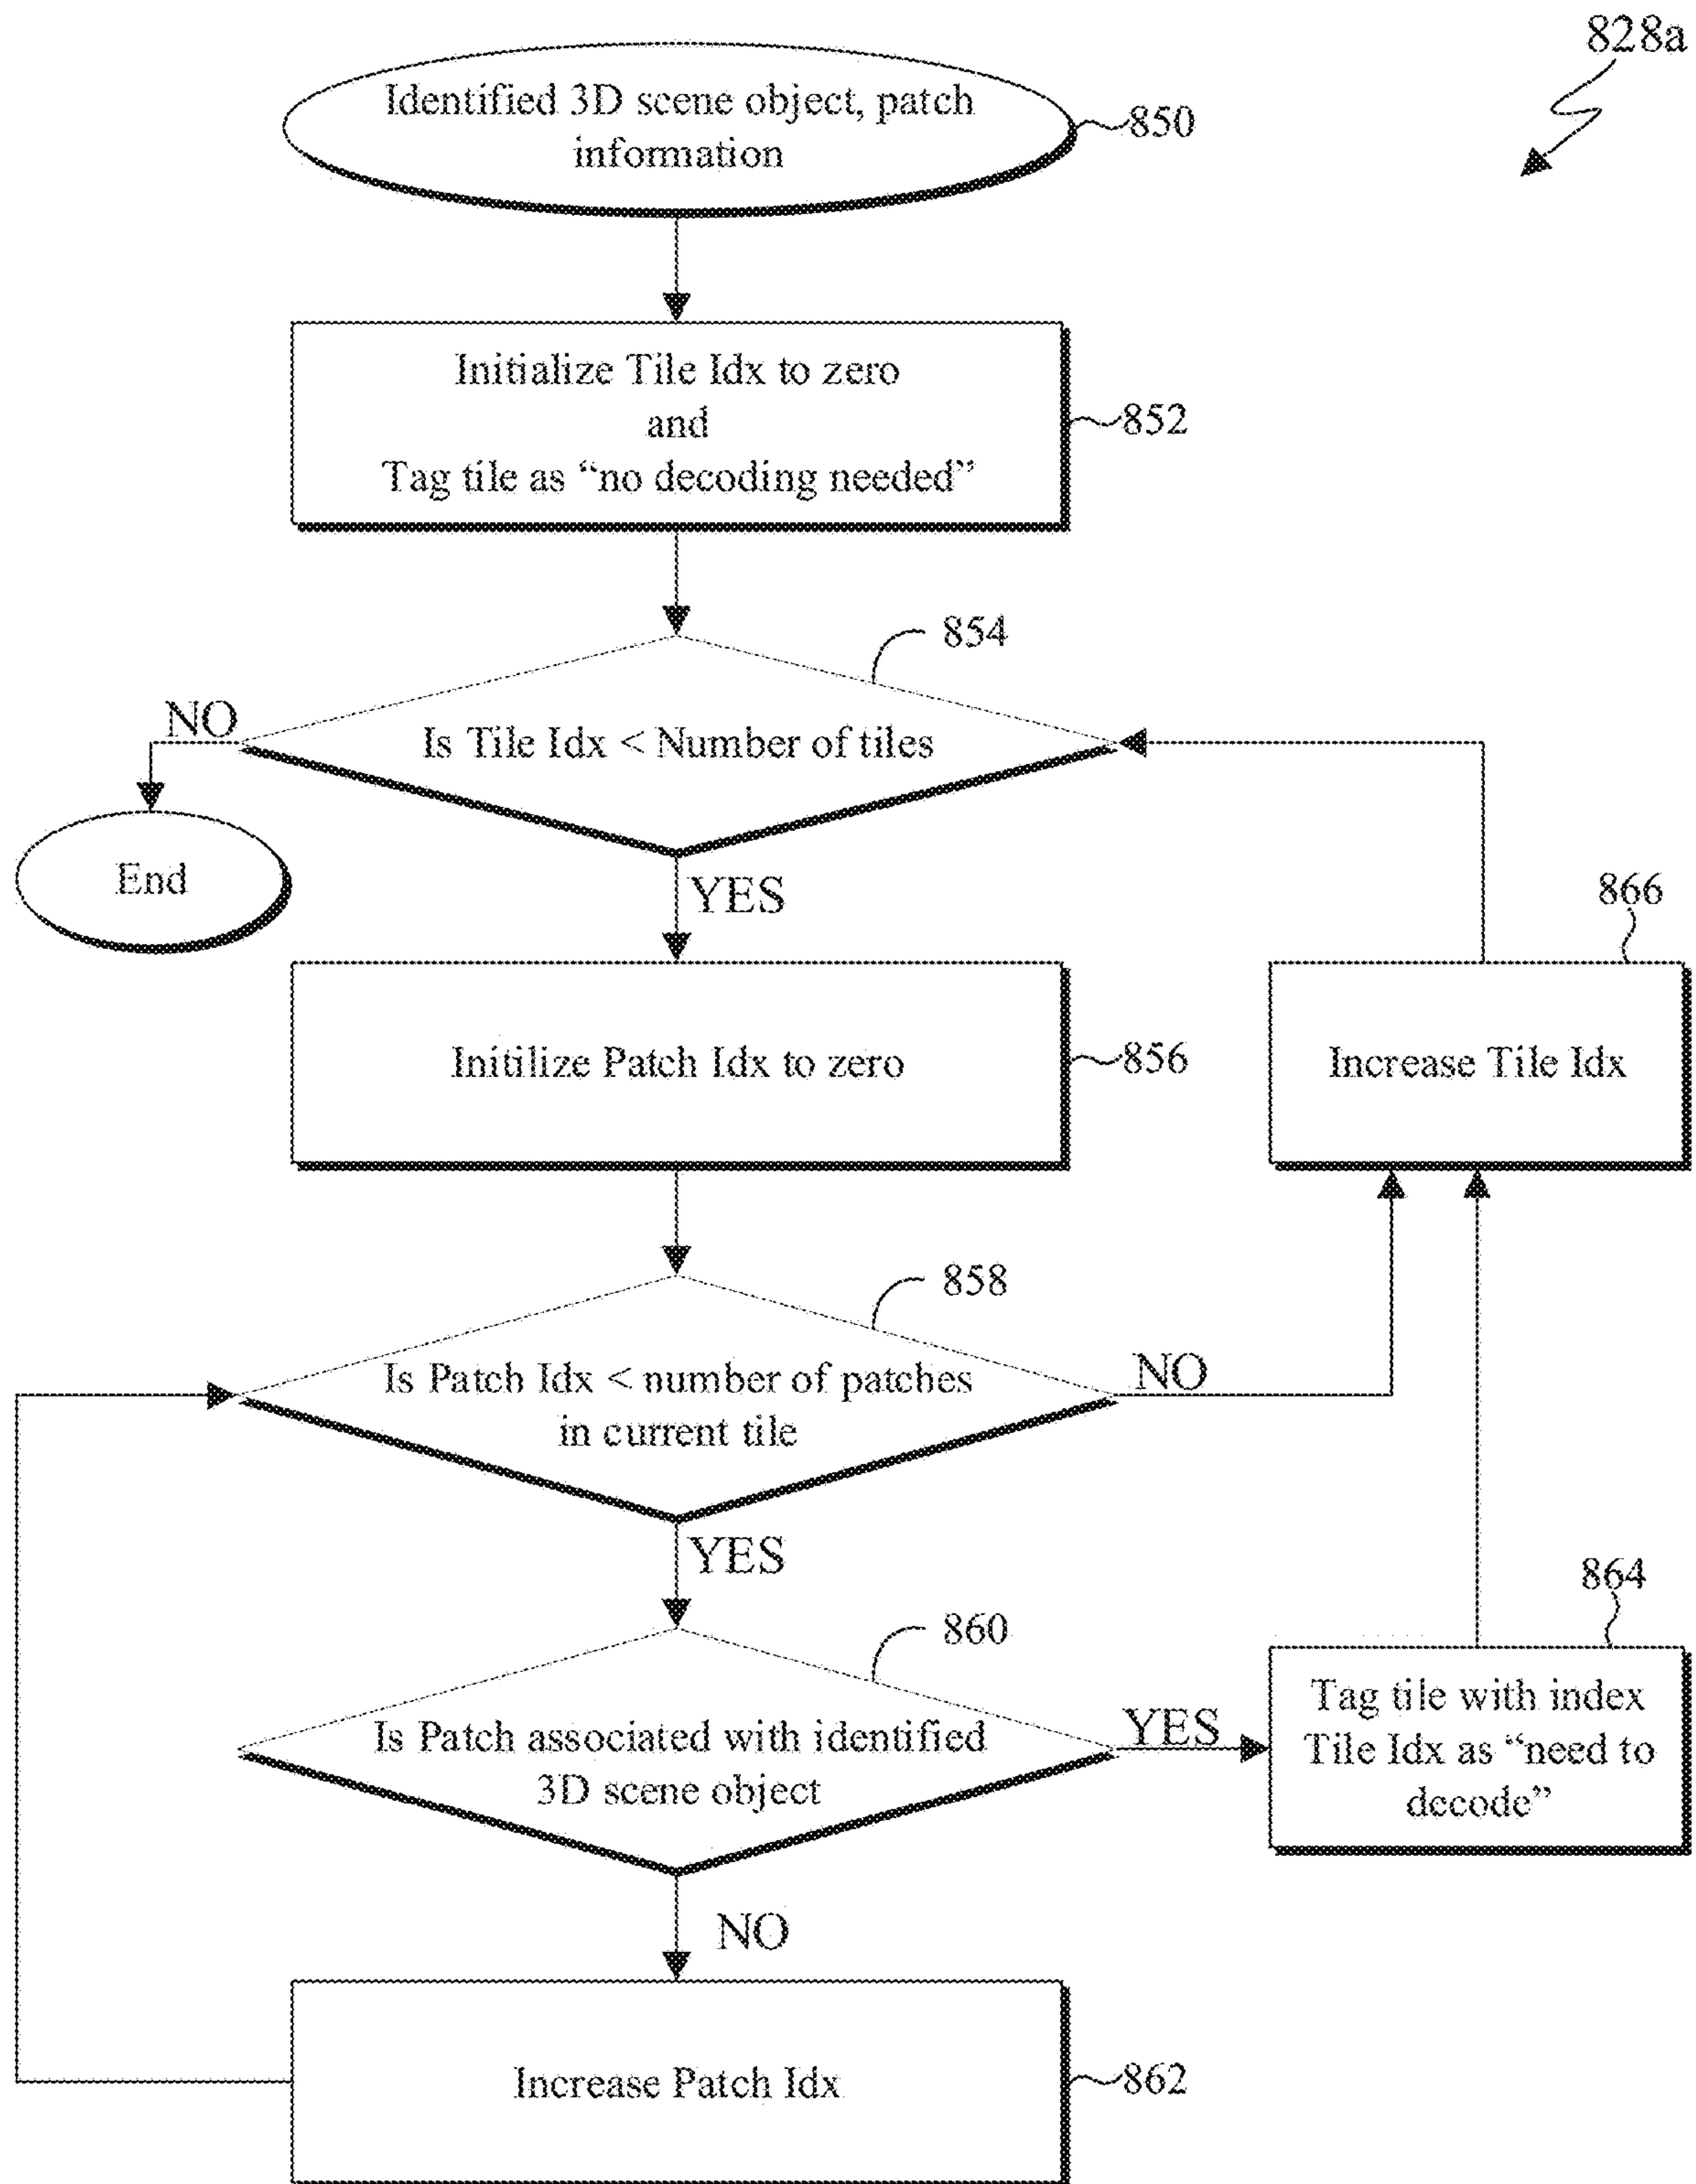 828a
Identified 3D scene object, patch
information
850
Initialize Tile Idx to zero
and
Tag tile as “no decoding needed”
852
854
NO
Is Tile Idx < Number of tiles
End
YES
866
Initilize Patch Idx to zero
856
Increase Tile Idx
858
Is Patch Idx < number of patches
in current tile
NO
YES
864
860
Is Patch associated with identified
3D scene object
YES
Tag tile with index
Tile Idx as “need to
decode”
NO
Increase Patch Idx
862